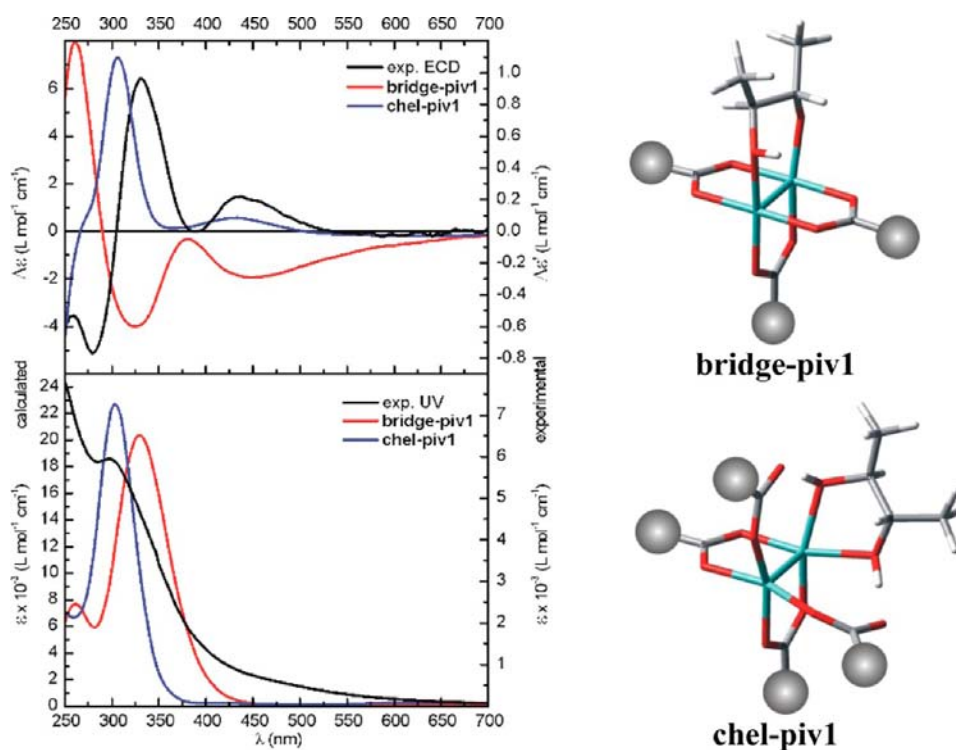 250 300 350 400 450 500 550 600 650 700
exp. ECD
bridge-piv1
chel-piv1
6
4
2
0
-2
-4
Δε (L mol⁻¹ cm⁻¹)
1.0
0.8
0.6
0.4
0.2
0.0
-0.2
-0.4
-0.6
-0.8
Δε' (L mol⁻¹ cm⁻¹)
bridge-piv1
calculated
experimental
exp. UV
bridge-piv1
chel-piv1
24
22
20
18
16
14
12
10
8
6
4
2
0
ε x 10⁻³ (L mol⁻¹ cm⁻¹)
7
6
5
4
3
2
1
ε x 10⁻³ (L mol⁻¹ cm⁻¹)
250 300 350 400 450 500 550 600 650 700
λ (nm)
chel-piv1